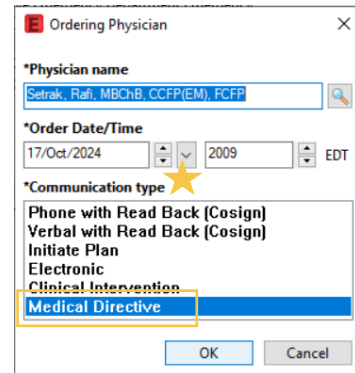 Ordering Physician
*Physician name
Setrak, Rafi, MBChB, CCFP(EM), FCFP
*Order Date/Time
17/Oct/2024 2009 EDT
*Communication type
Phone with Read Back (Cosign)
Verbal with Read Back (Cosign)
Initiate Plan
Electronic
Clinical Intervention
Medical Directive
OK Cancel